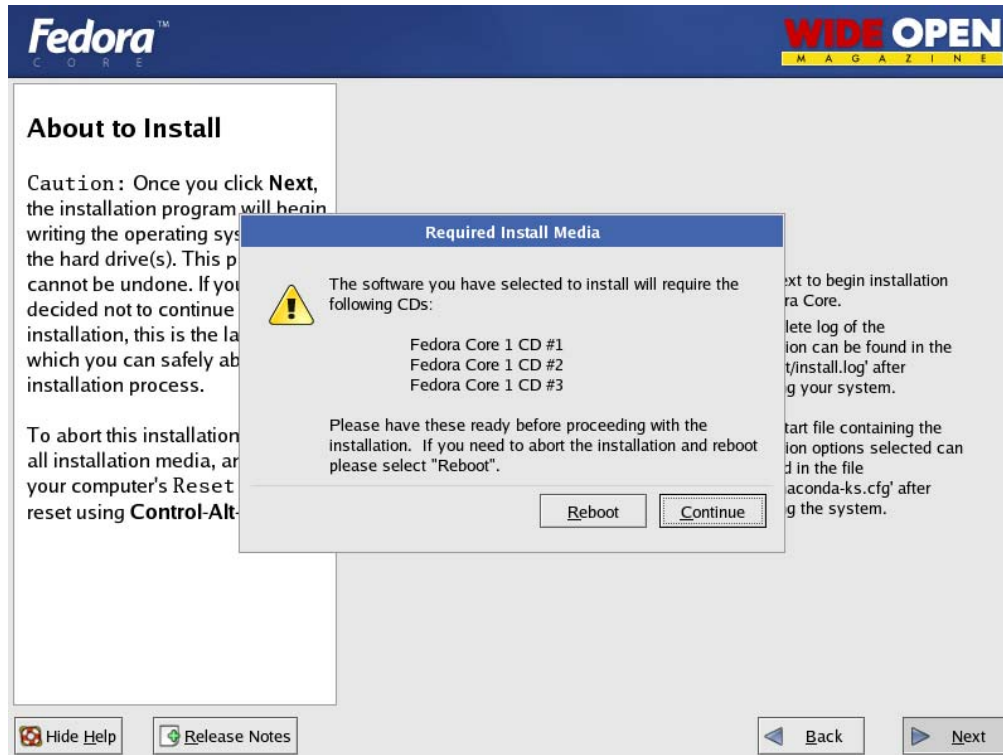 Fedora™
CORE
WIDE OPEN
MAGAZINE
About to Install
Caution: Once you click Next,
the installation program will begin
writing the operating sys
the hard drive(s). This p
cannot be undone. If you
decided not to continue
installation, this is the la
which you can safely ab
installation process.
To abort this installation
all installation media, an
your computer's Reset
reset using Control-Alt-
Required Install Media
The software you have selected to install will require the
following CDs:
Fedora Core 1 CD #1
Fedora Core 1 CD #2
Fedora Core 1 CD #3
Please have these ready before proceeding with the
installation. If you need to abort the installation and reboot
please select "Reboot".
Reboot
Continue
ext to begin installation
ra Core.
lete log of the
ion can be found in the
t/install.log' after
g your system.
tart file containing the
ion options selected can
d in the file
aconda-ks.cfg' after
g the system.
Hide Help
Release Notes
Back
Next